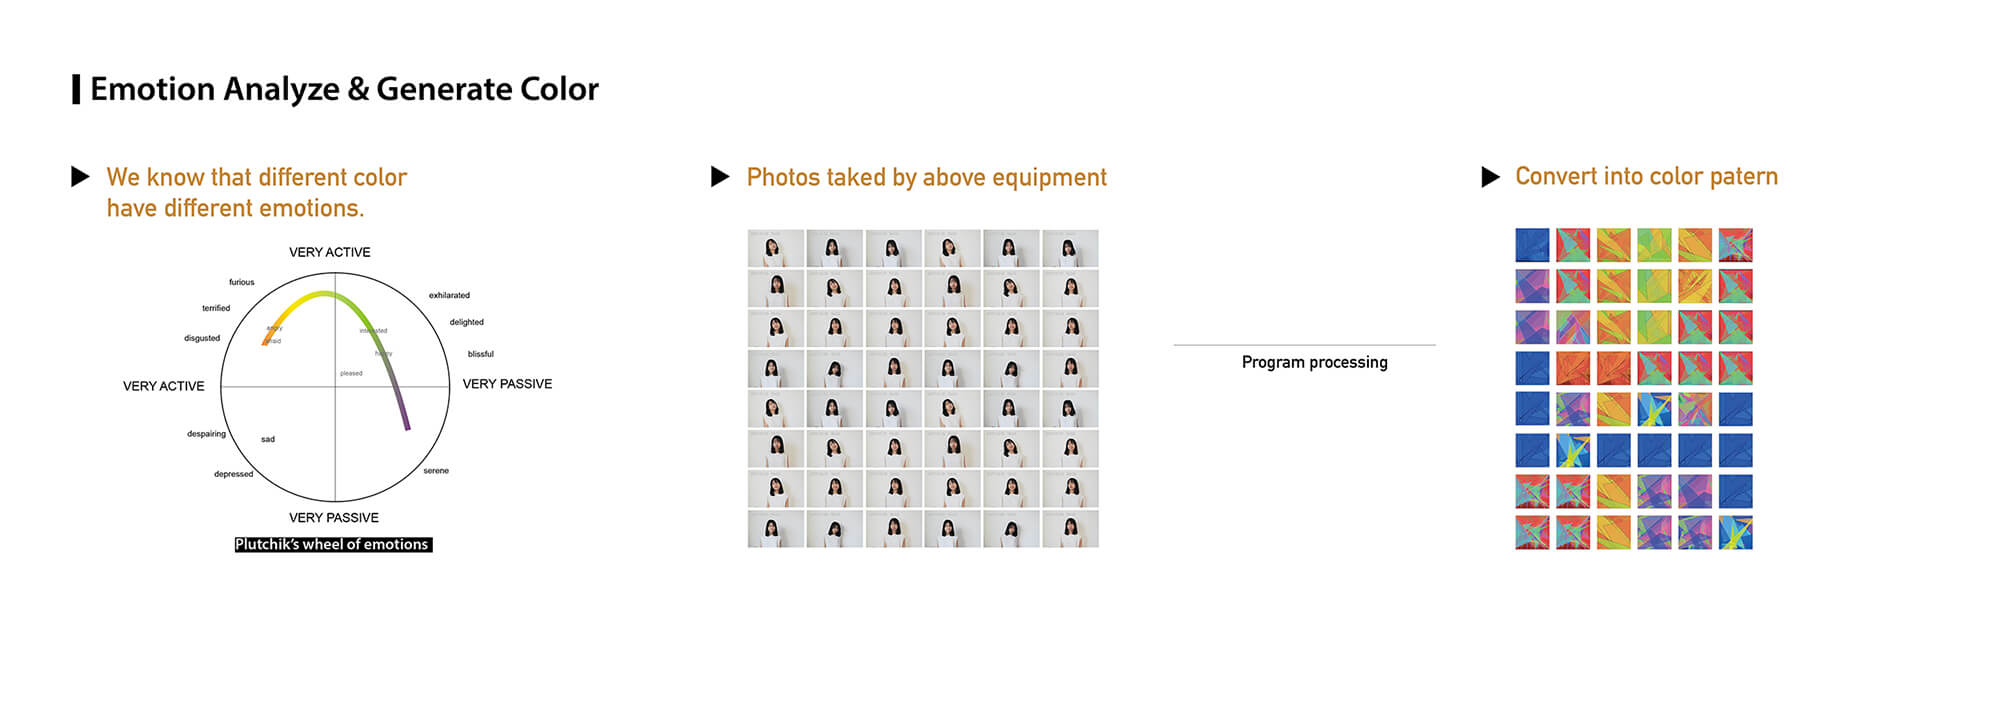 Emotion Analyze & Generate Color
We know that different color
have different emotions.
VERY ACTIVE
furious
exhilarated
terrified
delighted
angry
interested
disgusted
afraid
happy
blissful
pleased
VERY ACTIVE
VERY PASSIVE
despairing
sad
depressed
serene
VERY PASSIVE
Plutchik's wheel of emotions
Photos taked by above equipment
Program processing
Convert into color patern